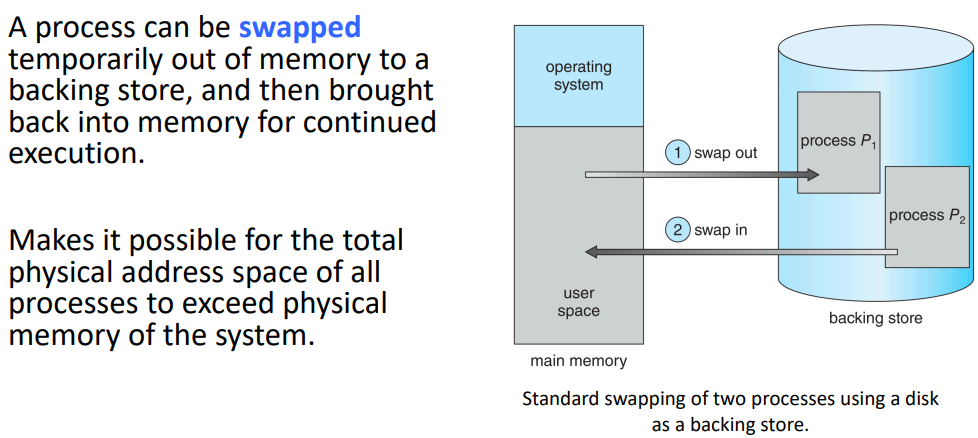 A process can be swapped
temporarily out of memory to a
backing store, and then brought
back into memory for continued
execution.
Makes it possible for the total
physical address space of all
processes to exceed physical
memory of the system.
operating
system
1 swap out
process P1
2 swap in
process P2
user
space
main memory
backing store
Standard swapping of two processes using a disk
as a backing store.